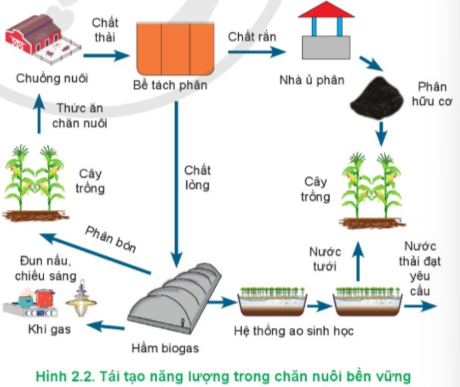 Chất
thải
Chất rắn
Chuồng nuôi
Bể tách phân
Nhà ủ phân
Phân
hữu cơ
Thức ăn
chăn nuôi
Cây
trồng
Chất
lỏng
Cây
trồng
Phân bón
Đun nấu,
chiếu sáng
Nước
tưới
Nước
thải đạt
yêu
cầu
Khí gas
Hầm biogas
Hệ thống ao sinh học
Hình 2.2. Tái tạo năng lượng trong chăn nuôi bền vững